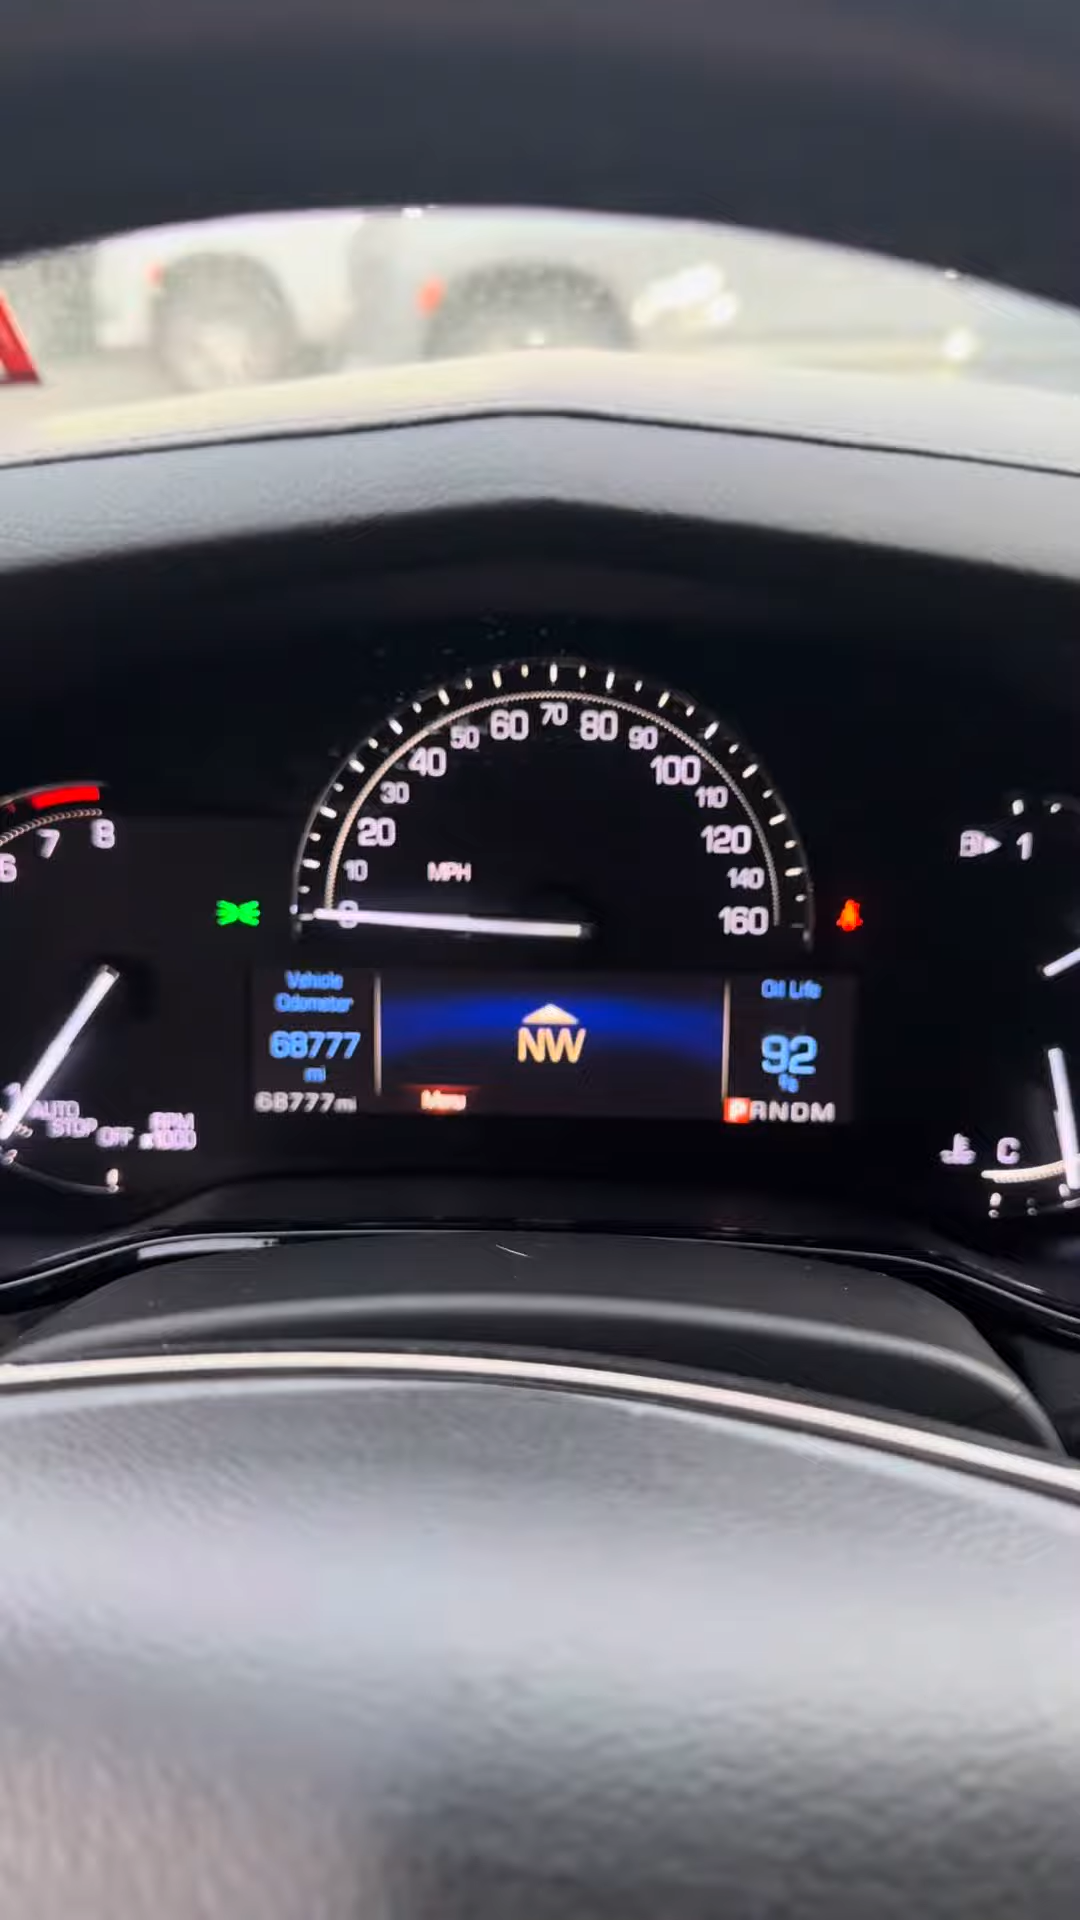 70
60 80
50 90
40 100
30 110
20 120
10 MPH 140
0 160
6 7 8
1
1
AUTO
STOP OFF RPM
x1000
Vehicle
Odometer
68777
mi
68777mi
NW
Menu
Oil Life
92
%
PRNDM
C